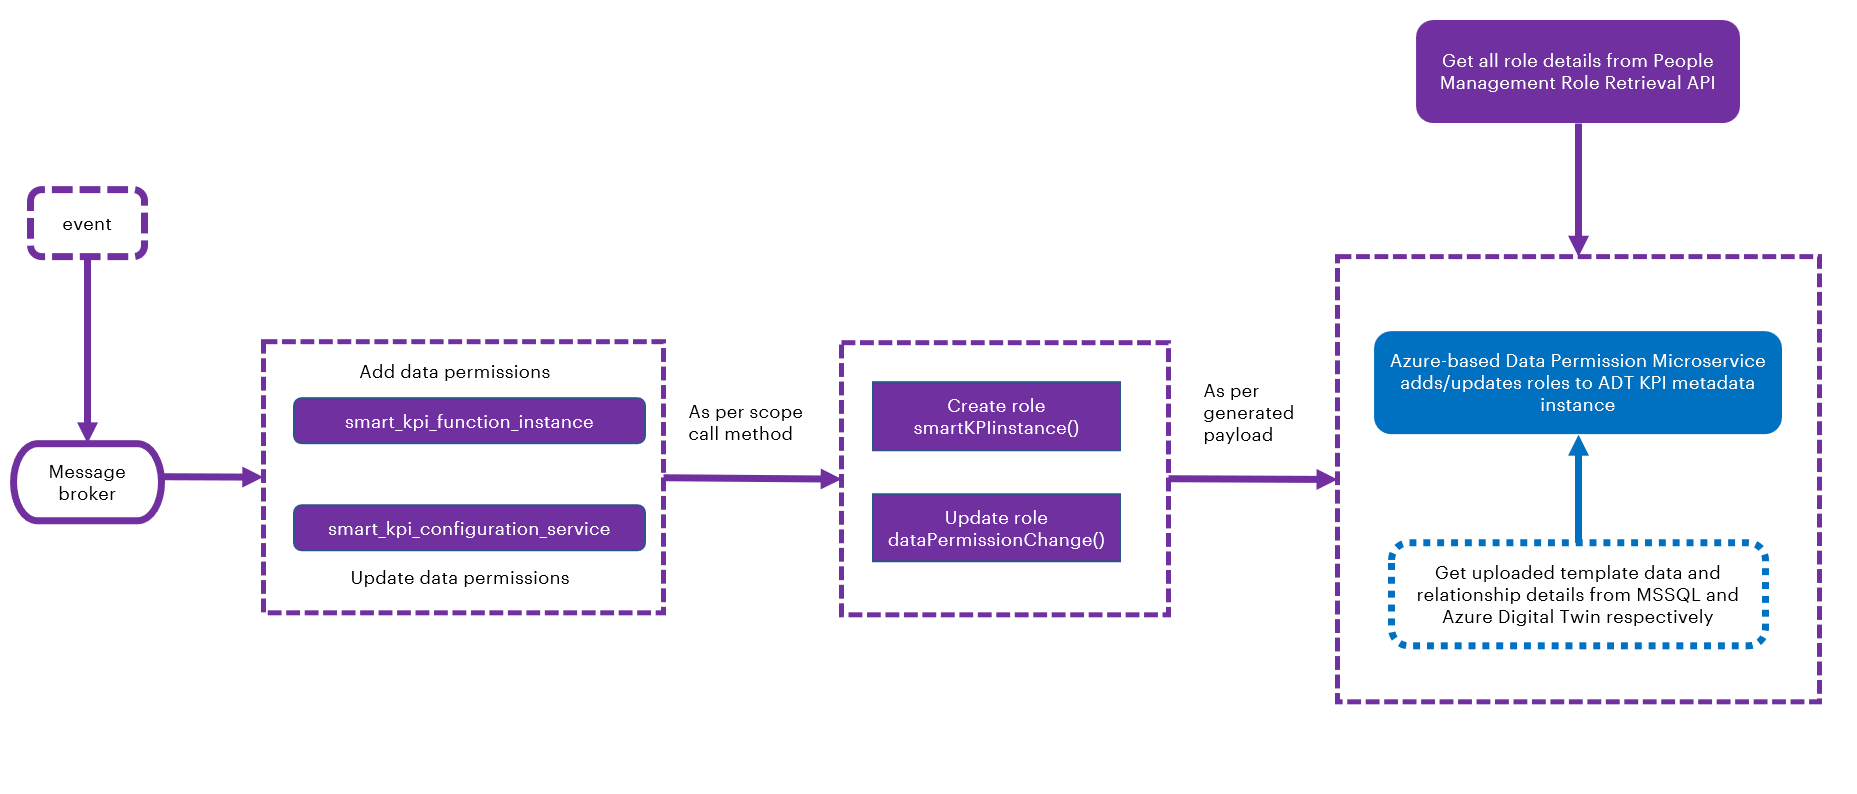 Get all role details from People
Management Role Retrieval API
event
Message
broker
Add data permissions
smart_kpi_function_instance
smart_kpi_configuration_service
Update data permissions
As per scope
call method
Create role
smartKPIinstance()
Update role
dataPermissionChange()
As per
generated
payload
Azure-based Data Permission Microservice
adds/updates roles to ADT KPI metadata
instance
Get uploaded template data and
relationship details from MSSQL and
Azure Digital Twin respectively